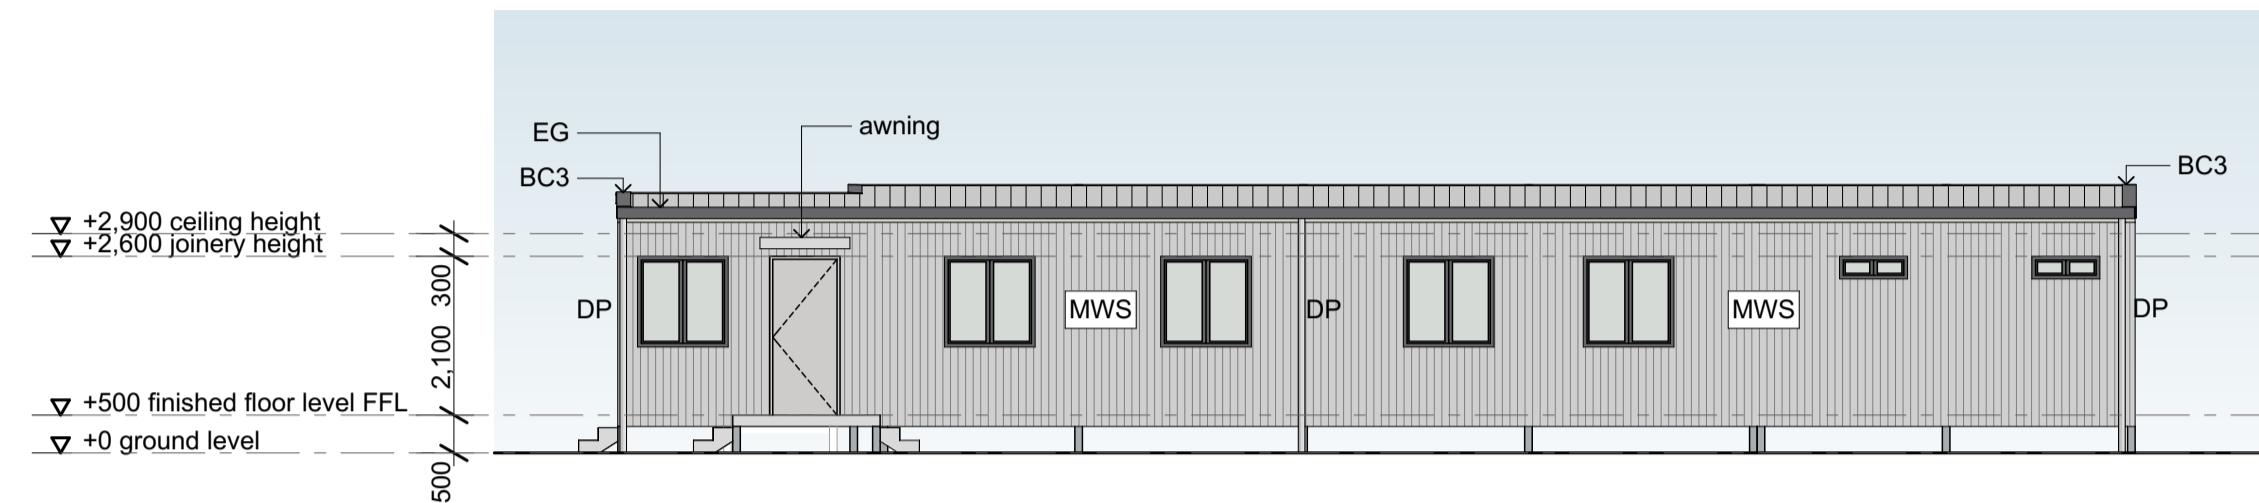 EG
awning
BC3
BC3
+2,900 ceiling height
+2,600 joinery height
300
DP
MWS
DP
MWS
DP
2,100
+500 finished floor level FFL
+0 ground level
500